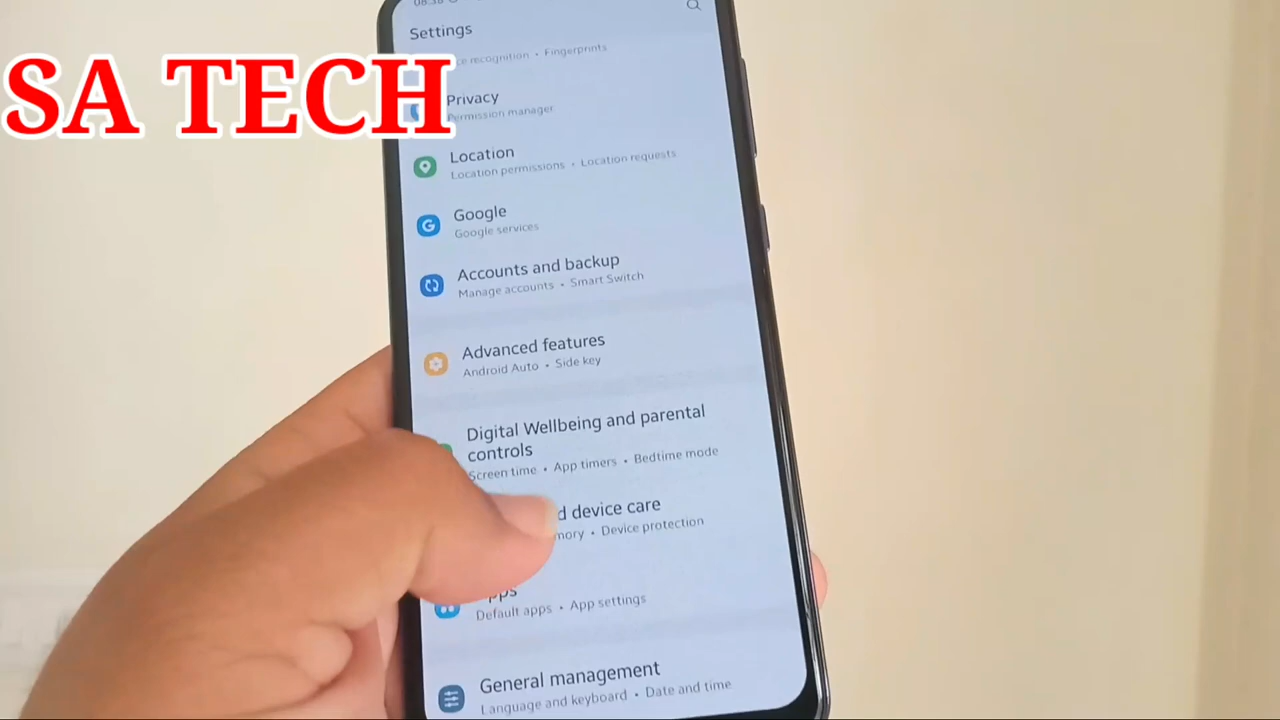 Settings
SA TECH
recognition • Fingerprints
Privacy
Permission manager
Location
Location permissions • Location requests
Google
Google services
Accounts and backup
Manage accounts • Smart Switch
Advanced features
Android Auto • Side key
Digital Wellbeing and parental
controls
Screen time • App timers • Bedtime mode
device care
• Device protection
Default apps • App settings
General management
Language and keyboard • Date and time